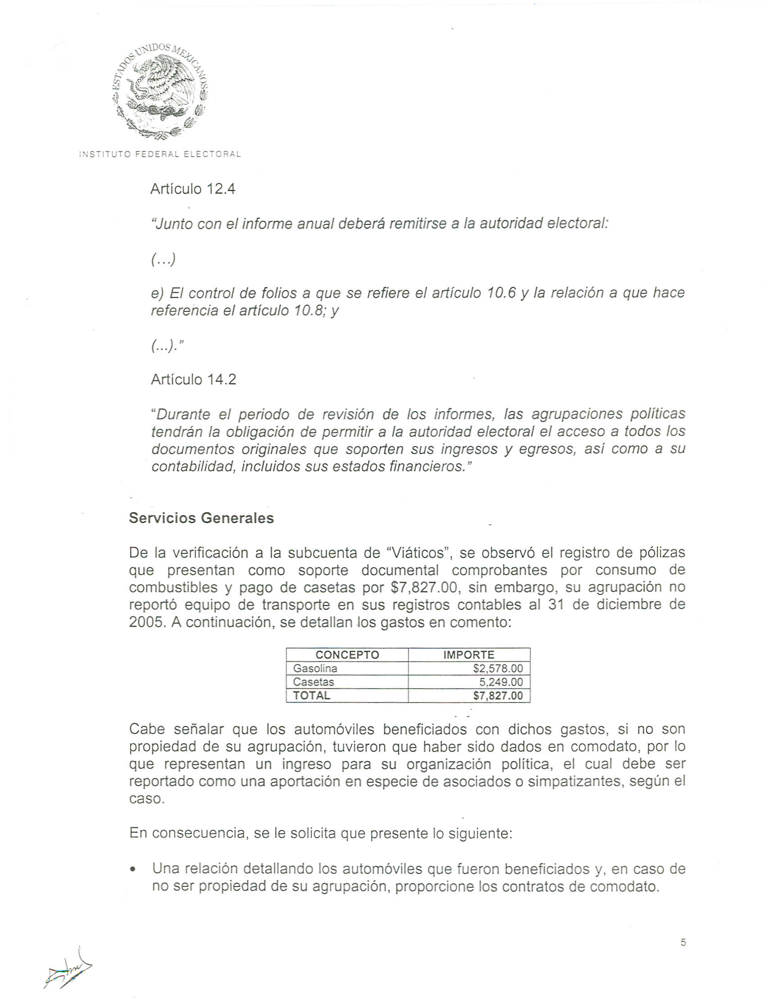 ESTADOS UNIDOS MEXICANOS
INSTITUTO FEDERAL ELECTORAL
Artículo 12.4
“Junto con el informe anual deberá remitirse a la autoridad electoral:
(...)
e) El control de folios a que se refiere el artículo 10.6 y la relación a que hace
referencia el artículo 10.8; y
(...).”
Artículo 14.2
“Durante el periodo de revisión de los informes, las agrupaciones políticas
tendrán la obligación de permitir a la autoridad electoral el acceso a todos los
documentos originales que soporten sus ingresos y egresos, así como a su
contabilidad, incluidos sus estados financieros.”
Servicios Generales
De la verificación a la subcuenta de “Viáticos”, se observó el registro de pólizas
que presentan como soporte documental comprobantes por consumo de
combustibles y pago de casetas por $7,827.00, sin embargo, su agrupación no
reportó equipo de transporte en sus registros contables al 31 de diciembre de
2005. A continuación, se detallan los gastos en comento:
CONCEPTO IMPORTE
Gasolina $2,578.00
Casetas 5,249.00
TOTAL $7,827.00
Cabe señalar que los automóviles beneficiados con dichos gastos, si no son
propiedad de su agrupación, tuvieron que haber sido dados en comodato, por lo
que representan un ingreso para su organización política, el cual debe ser
reportado como una aportación en especie de asociados o simpatizantes, según el
caso.
En consecuencia, se le solicita que presente lo siguiente:
• Una relación detallando los automóviles que fueron beneficiados y, en caso de
no ser propiedad de su agrupación, proporcione los contratos de comodato.
5